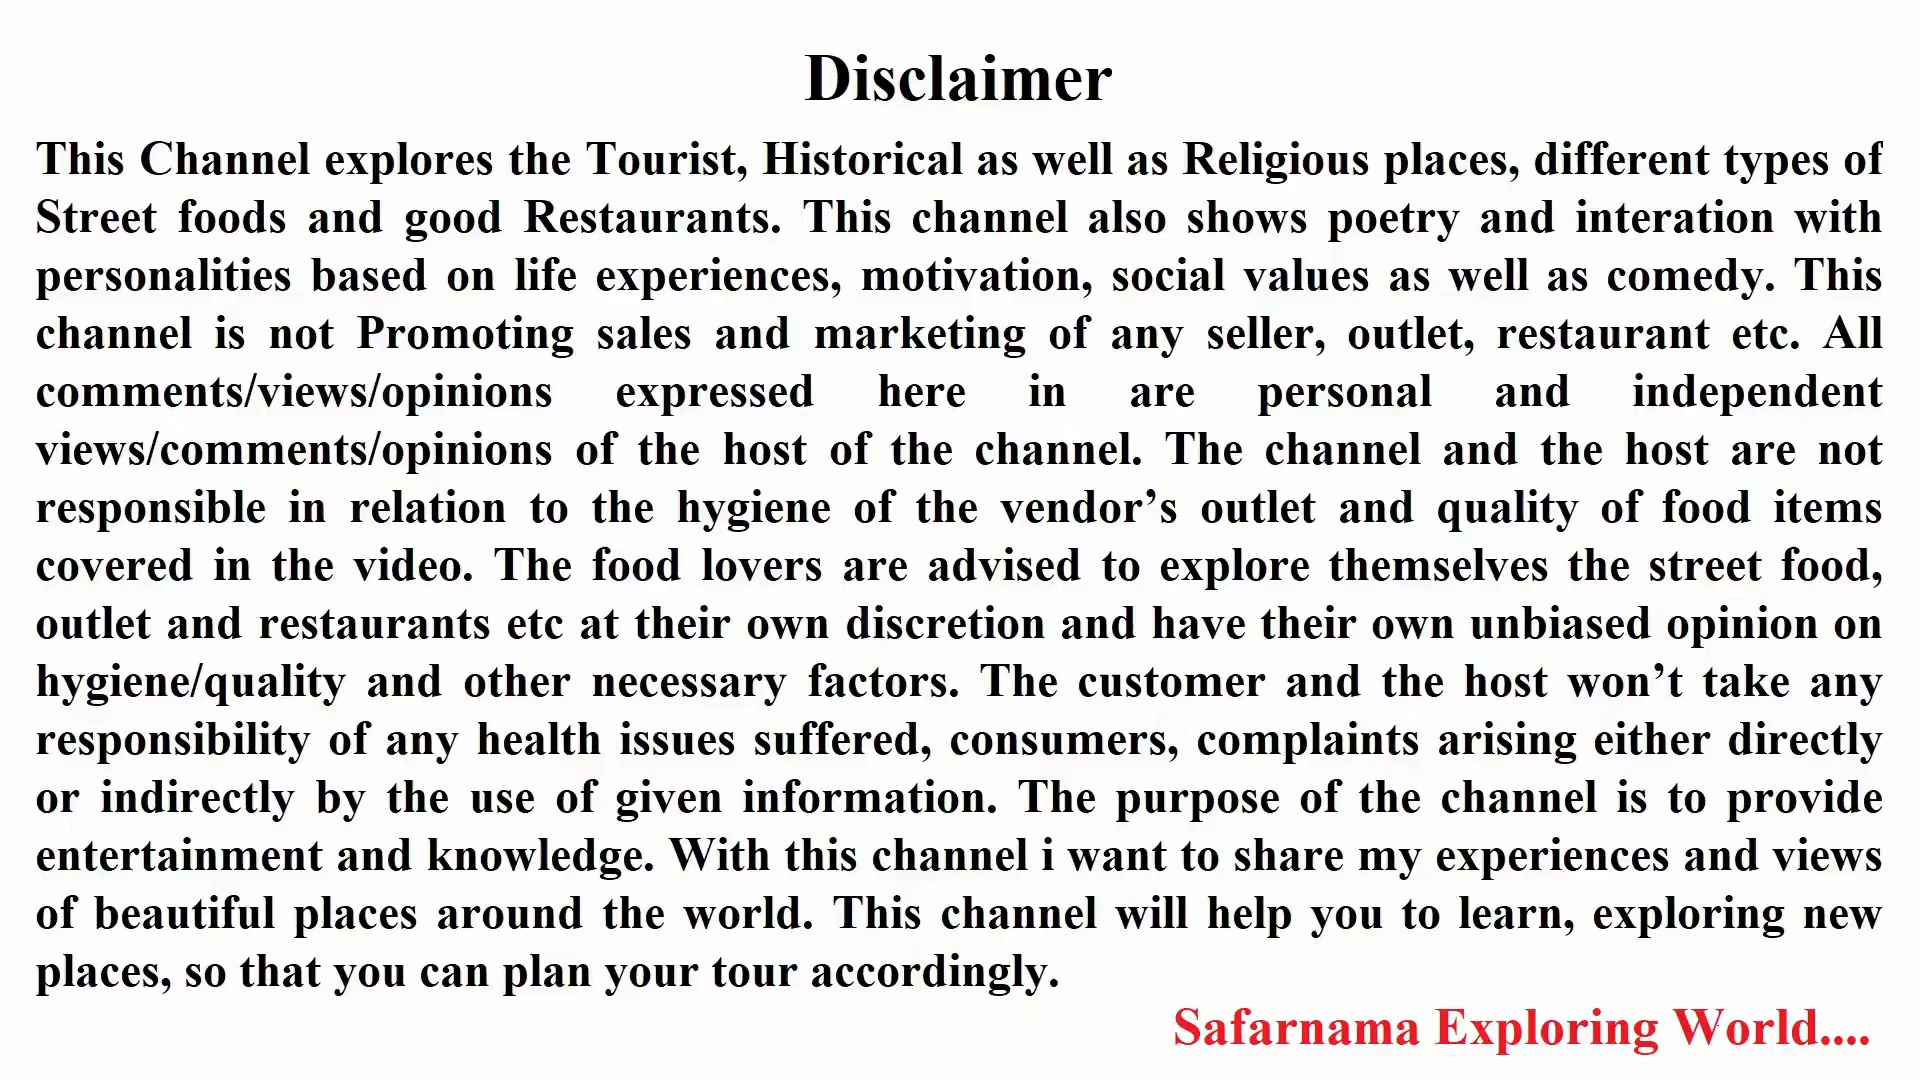 Disclaimer
This Channel explores the Tourist, Historical as well as Religious places, different types of
Street foods and good Restaurants. This channel also shows poetry and interation with
personalities based on life experiences, motivation, social values as well as comedy. This
channel is not Promoting sales and marketing of any seller, outlet, restaurant etc. All
comments/views/opinions expressed here in are personal and independent
views/comments/opinions of the host of the channel. The channel and the host are not
responsible in relation to the hygiene of the vendor’s outlet and quality of food items
covered in the video. The food lovers are advised to explore themselves the street food,
outlet and restaurants etc at their own discretion and have their own unbiased opinion on
hygiene/quality and other necessary factors. The customer and the host won’t take any
responsibility of any health issues suffered, consumers, complaints arising either directly
or indirectly by the use of given information. The purpose of the channel is to provide
entertainment and knowledge. With this channel i want to share my experiences and views
of beautiful places around the world. This channel will help you to learn, exploring new
places, so that you can plan your tour accordingly.
Safarnama Exploring World....